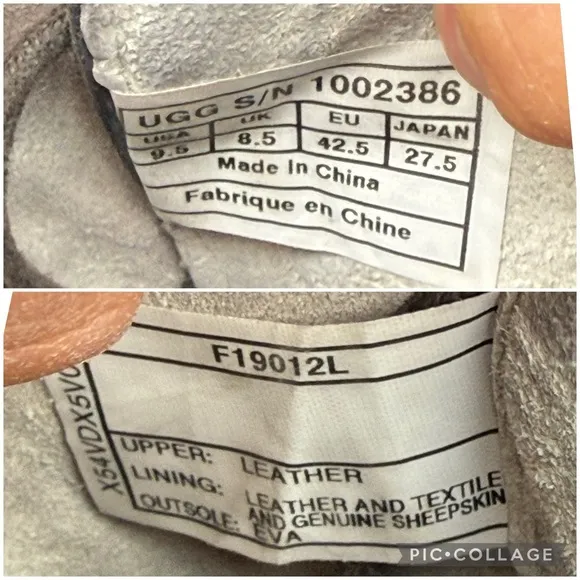 UGG S/N 1002386
USA UK EU JAPAN
9.5 8.5 42.5 27.5
Made In China
Fabrique en Chine
F19012L
UPPER: LEATHER
LINING: LEATHER AND TEXTILE
AND GENUINE SHEEPSKIN
OUTSOLE: EVA
PIC•COLLAGE